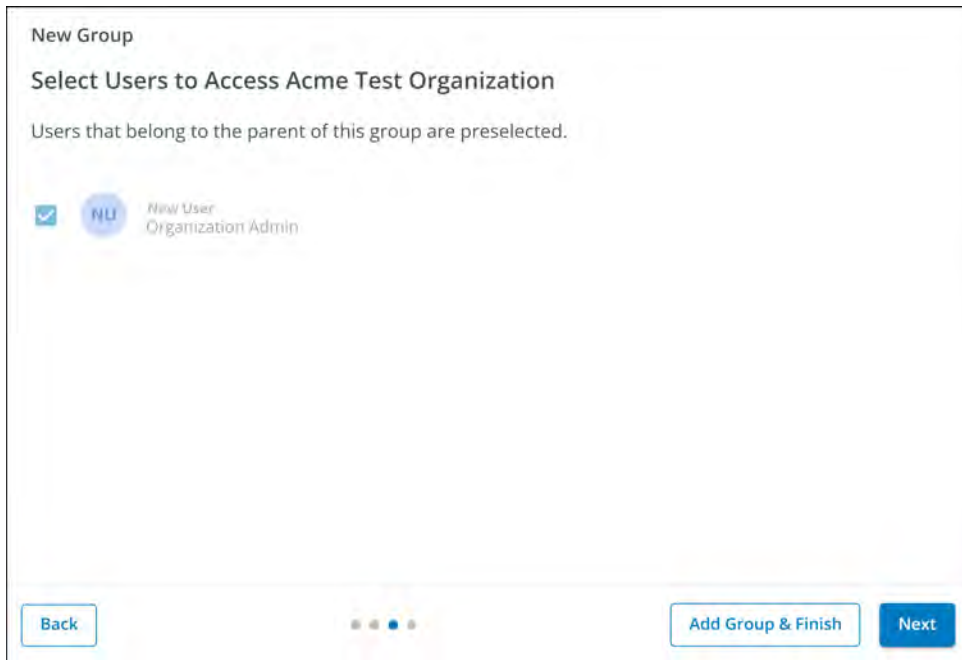 New Group
Select Users to Access Acme Test Organization
Users that belong to the parent of this group are preselected.
NU
New User
Organization Admin
Back
Add Group & Finish
Next